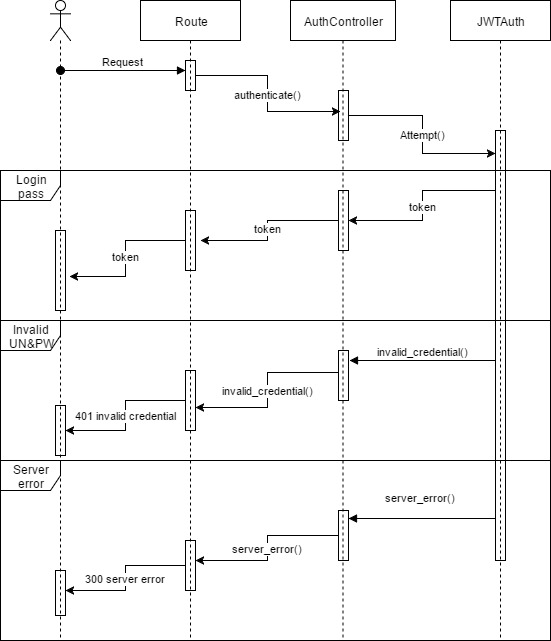 Route
AuthController
JWTAuth
Request
authenticate()
Attempt()
Login
pass
token
token
token
Invalid
UN&PW
invalid_credential()
invalid_credential()
401 invalid credential
Server
error
server_error()
server_error()
300 server error